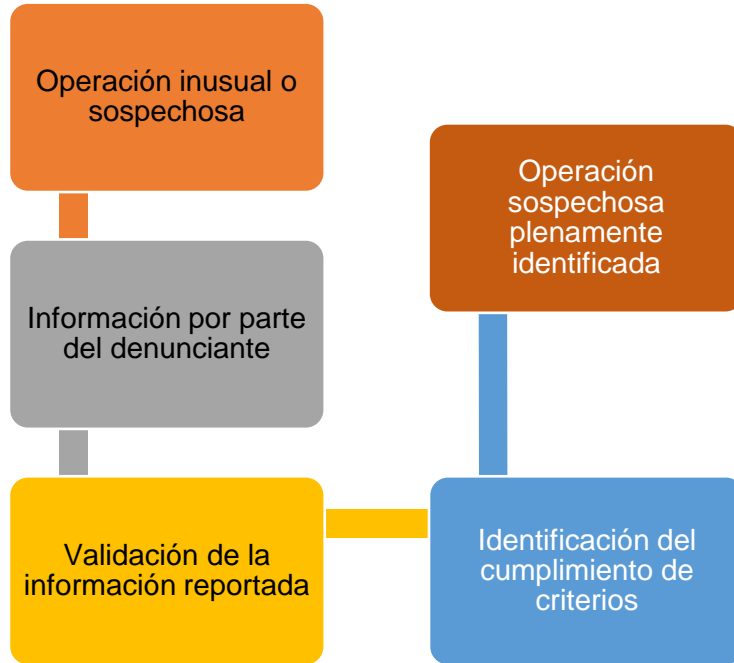 Operación inusual o
sospechosa
Información por parte
del denunciante
Validación de la
información reportada
Identificación del
cumplimiento de
criterios
Operación
sospechosa
plenamente
identificada